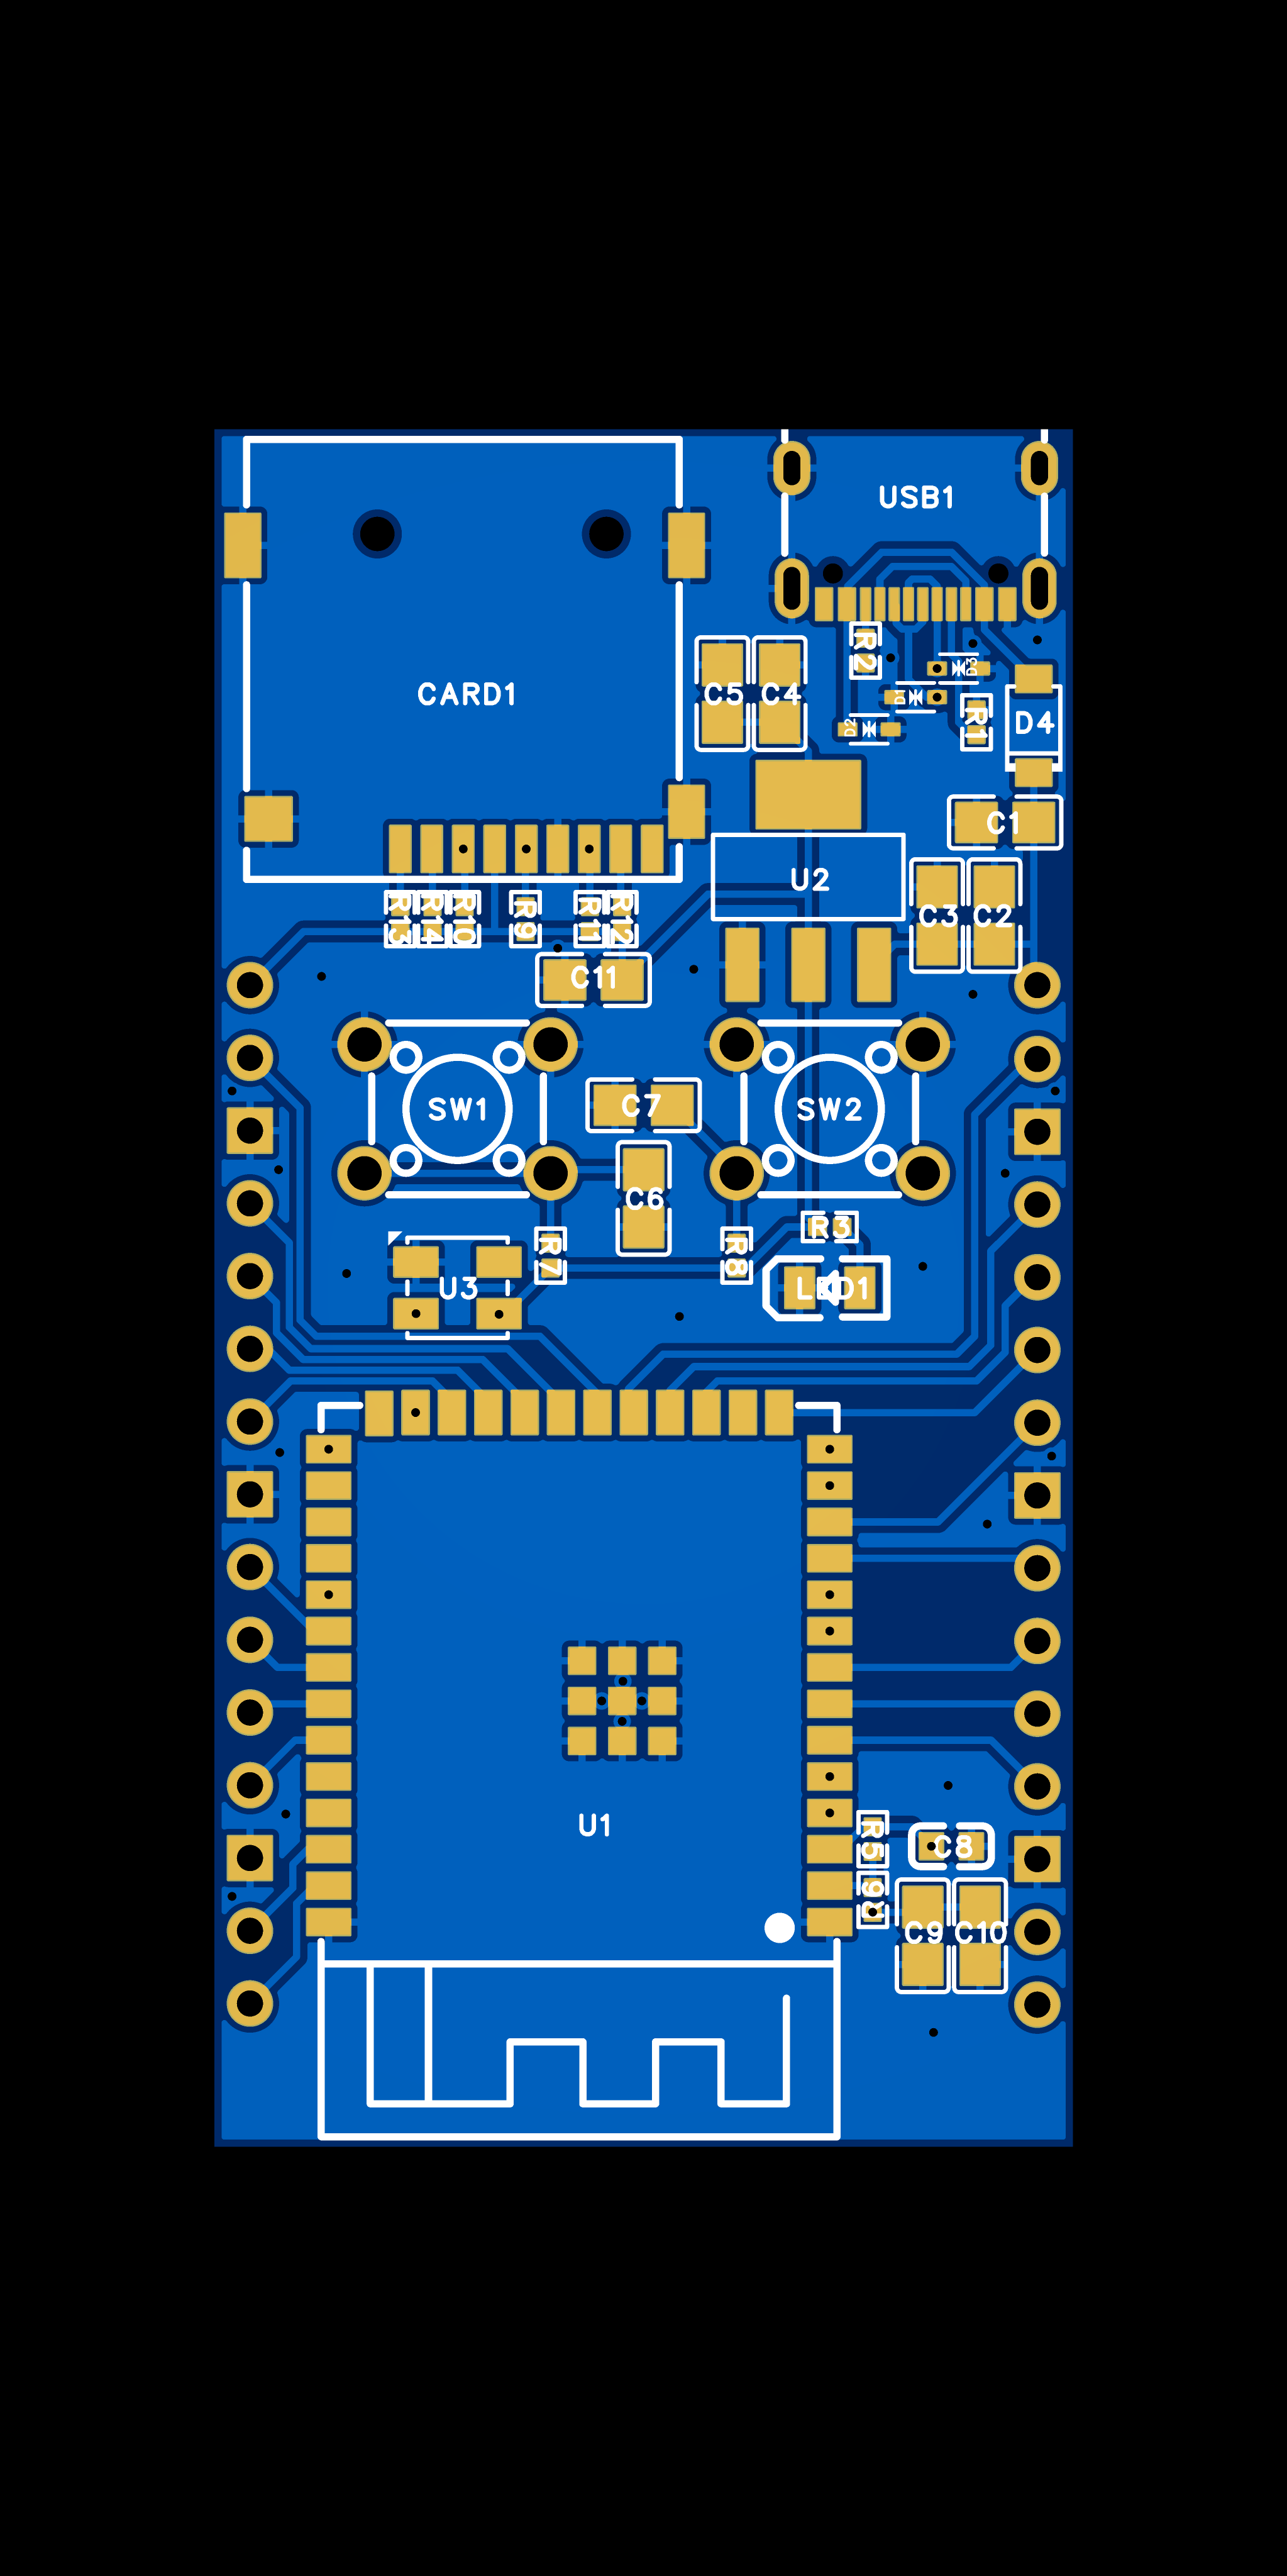 USB1
R2
D3
CARD1
C5
C4
D1
R1
D4
D2
C1
U2
R13
R14
R10
R9
R11
R12
C3
C2
C11
SW1
C7
SW2
C6
R3
R7
R8
U3
LED1
U1
R5
C8
R6
C9
C10